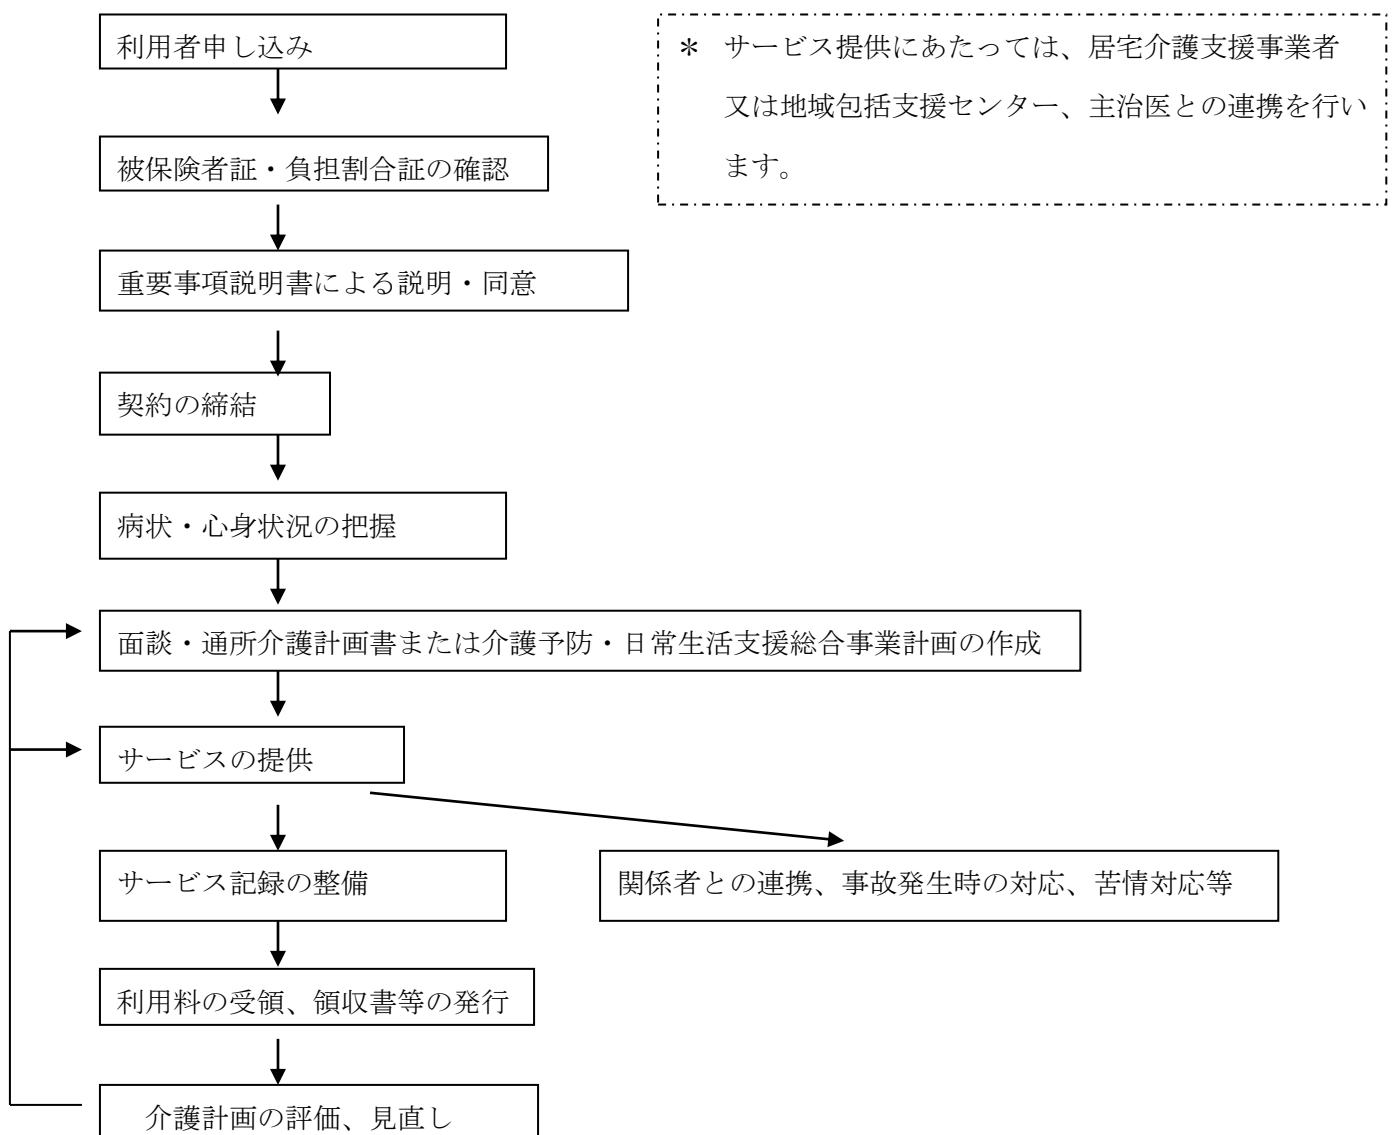 利用者申し込み
＊ サービス提供にあたっては、居宅介護支援事業者
又は地域包括支援センター、主治医との連携を行い
ます。
被保険者証・負担割合証の確認
重要事項説明書による説明・同意
契約の締結
病状・心身状況の把握
面談・通所介護計画書または介護予防・日常生活支援総合事業計画の作成
サービスの提供
サービス記録の整備
関係者との連携、事故発生時の対応、苦情対応等
利用料の受領、領収書等の発行
介護計画の評価、見直し